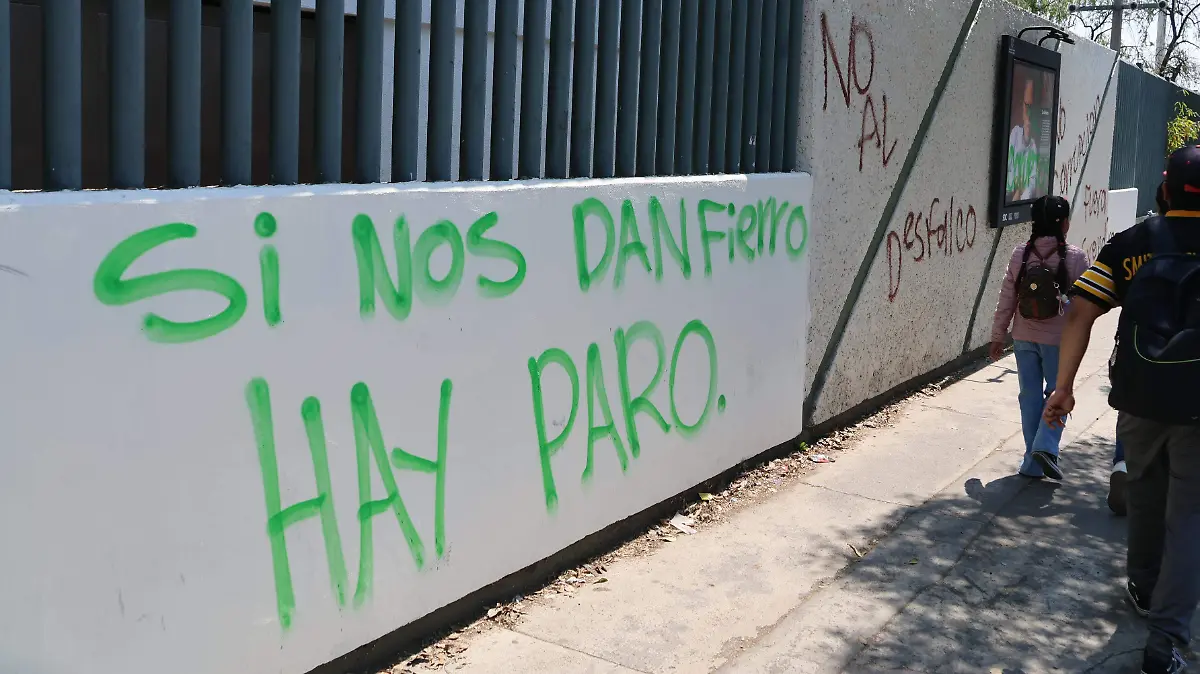 Si NOS DAN fierro
HAY PARO.
NO
AL
Desfalco